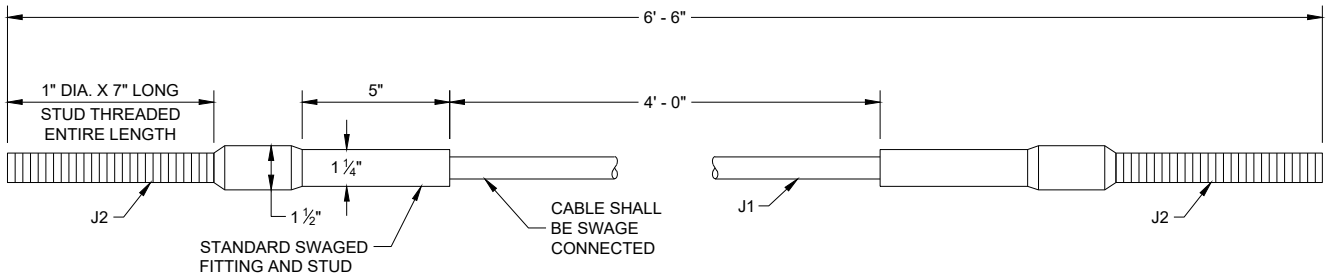 6' - 6"
1" DIA. X 7" LONG
STUD THREADED
ENTIRE LENGTH
5"
4' - 0"
1 ¼"
J2
1 ½"
STANDARD SWAGED
FITTING AND STUD
CABLE SHALL
BE SWAGE
CONNECTED
J1
J2